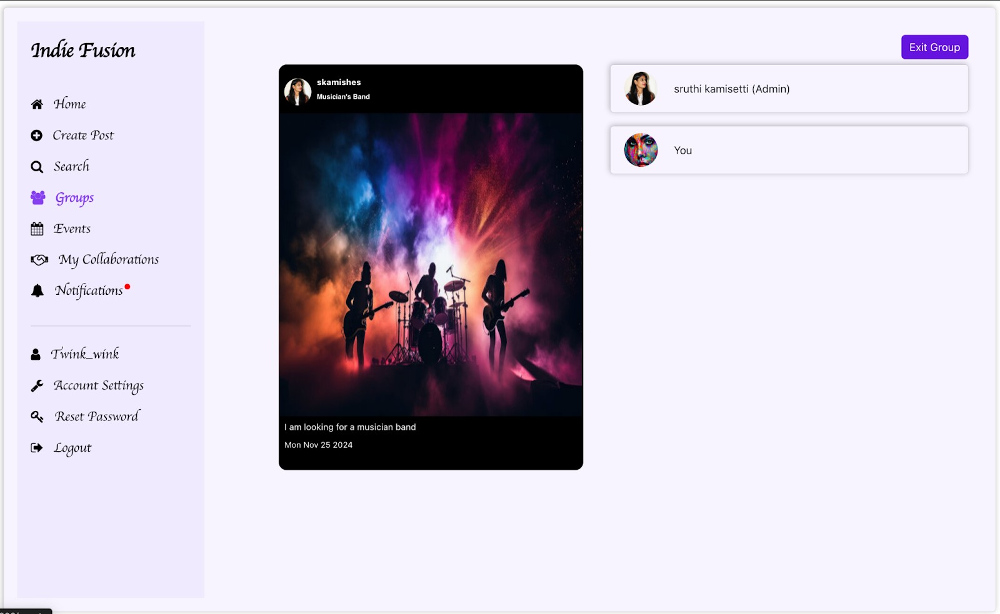 Indie Fusion
Home
Create Post
Search
Groups
Events
My Collaborations
Notifications
Twink_wink
Account Settings
Reset Password
Logout
skamishes
Musician's Band
I am looking for a musician band
Mon Nov 25 2024
Exit Group
sruthi kamisetti (Admin)
You